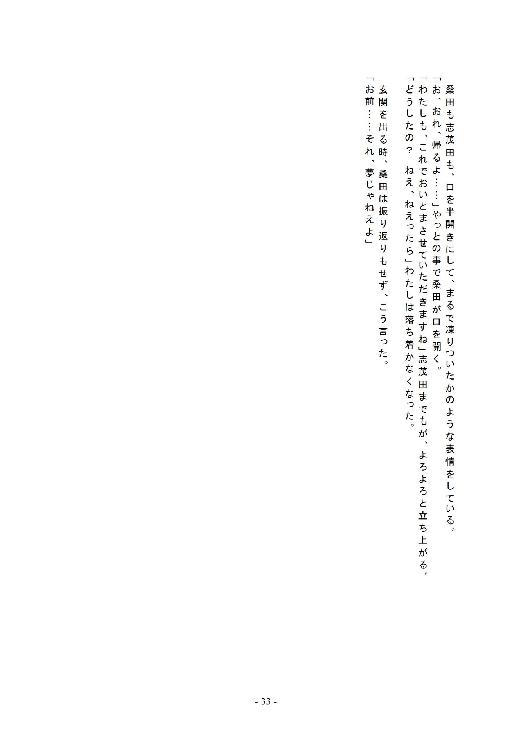 桑田も志茂田も、口を半開きにして、まるで凍りついたかのような表情をしている。
「お、おれ、帰るよ……」やっとの事で桑田が口を開く。
「わたしも、これでおいとまさせていただきますね」志茂田までもが、よろよろと立ち上がる。
「どうしたの？　ねえ、ねえったら」わたしは落ち着かなくなった。
玄関を出る時、桑田は振り返りもせず、こう言った。
「お前……それ、夢じゃねえよ」
- 33 -